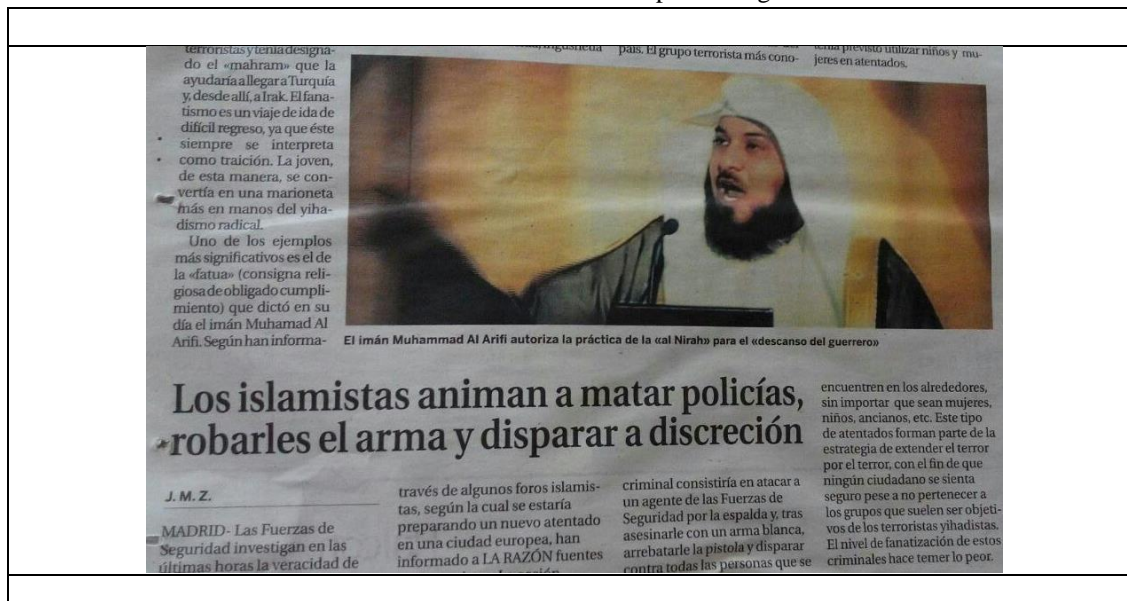 terroristas y tenía designa-
do el «mahram» que la
ayudaría a llegar a Turquía
y, desde allí, a Irak. El fana-
tismo es un viaje de ida de
difícil regreso, ya que éste
siempre se interpreta
como traición. La joven,
de esta manera, se con-
vertía en una marioneta
más en manos del yiha-
dismo radical.
Uno de los ejemplos
más significativos es el de
la «fatua» (consigna reli-
giosa de obligado cumpli-
miento) que dictó en su
día el imán Muhamad Al
Arifi. Según han informa-
país. El grupo terrorista más cono-
tenía previsto utilizar niños y mu-
jeres en atentados.
El imán Muhammad Al Arifi autoriza la práctica de la «al Nirah» para el «descanso del guerrero»
Los islamistas animan a matar policías,
robarles el arma y disparar a discreción
J. M. Z.
MADRID- Las Fuerzas de
Seguridad investigan en las
últimas horas la veracidad de
través de algunos foros islamis-
tas, según la cual se estaría
preparando un nuevo atentado
en una ciudad europea, han
informado a LA RAZÓN fuentes
criminal consistiría en atacar a
un agente de las Fuerzas de
Seguridad por la espalda y, tras
asesinarle con un arma blanca,
arrebatarle la pistola y disparar
contra todas las personas que se
encuentren en los alrededores,
sin importar que sean mujeres,
niños, ancianos, etc. Este tipo
de atentados forman parte de la
estrategia de extender el terror
por el terror, con el fin de que
ningún ciudadano se sienta
seguro pese a no pertenecer a
los grupos que suelen ser objeti-
vos de los terroristas yihadistas.
El nivel de fanatización de estos
criminales hace temer lo peor.